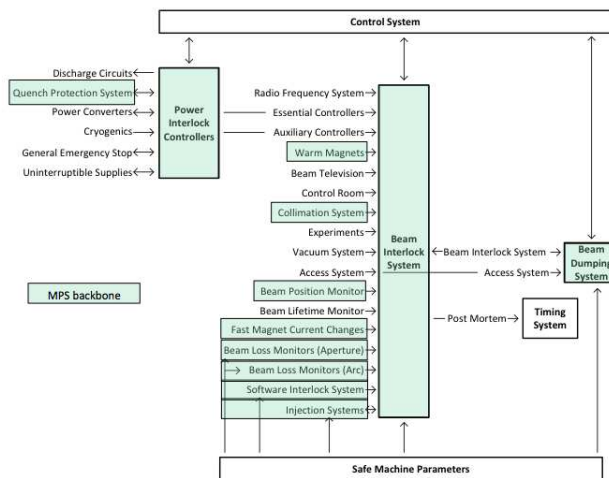 Control System
Discharge Circuits
Quench Protection System
Power Converters
Cryogenics
General Emergency Stop
Uninterruptible Supplies
Power
Interlock
Controllers
Radio Frequency System
Essential Controllers
Auxiliary Controllers
Warm Magnets
Beam Television
Control Room
Collimation System
Experiments
Vacuum System
Access System
Beam Position Monitor
Beam Lifetime Monitor
Fast Magnet Current Changes
Beam Loss Monitors (Aperture)
Beam Loss Monitors (Arc)
Software Interlock System
Injection Systems
Beam
Interlock
System
Beam Interlock System
Access System
Beam
Dumping
System
Post Mortem
Timing
System
MPS backbone
Safe Machine Parameters